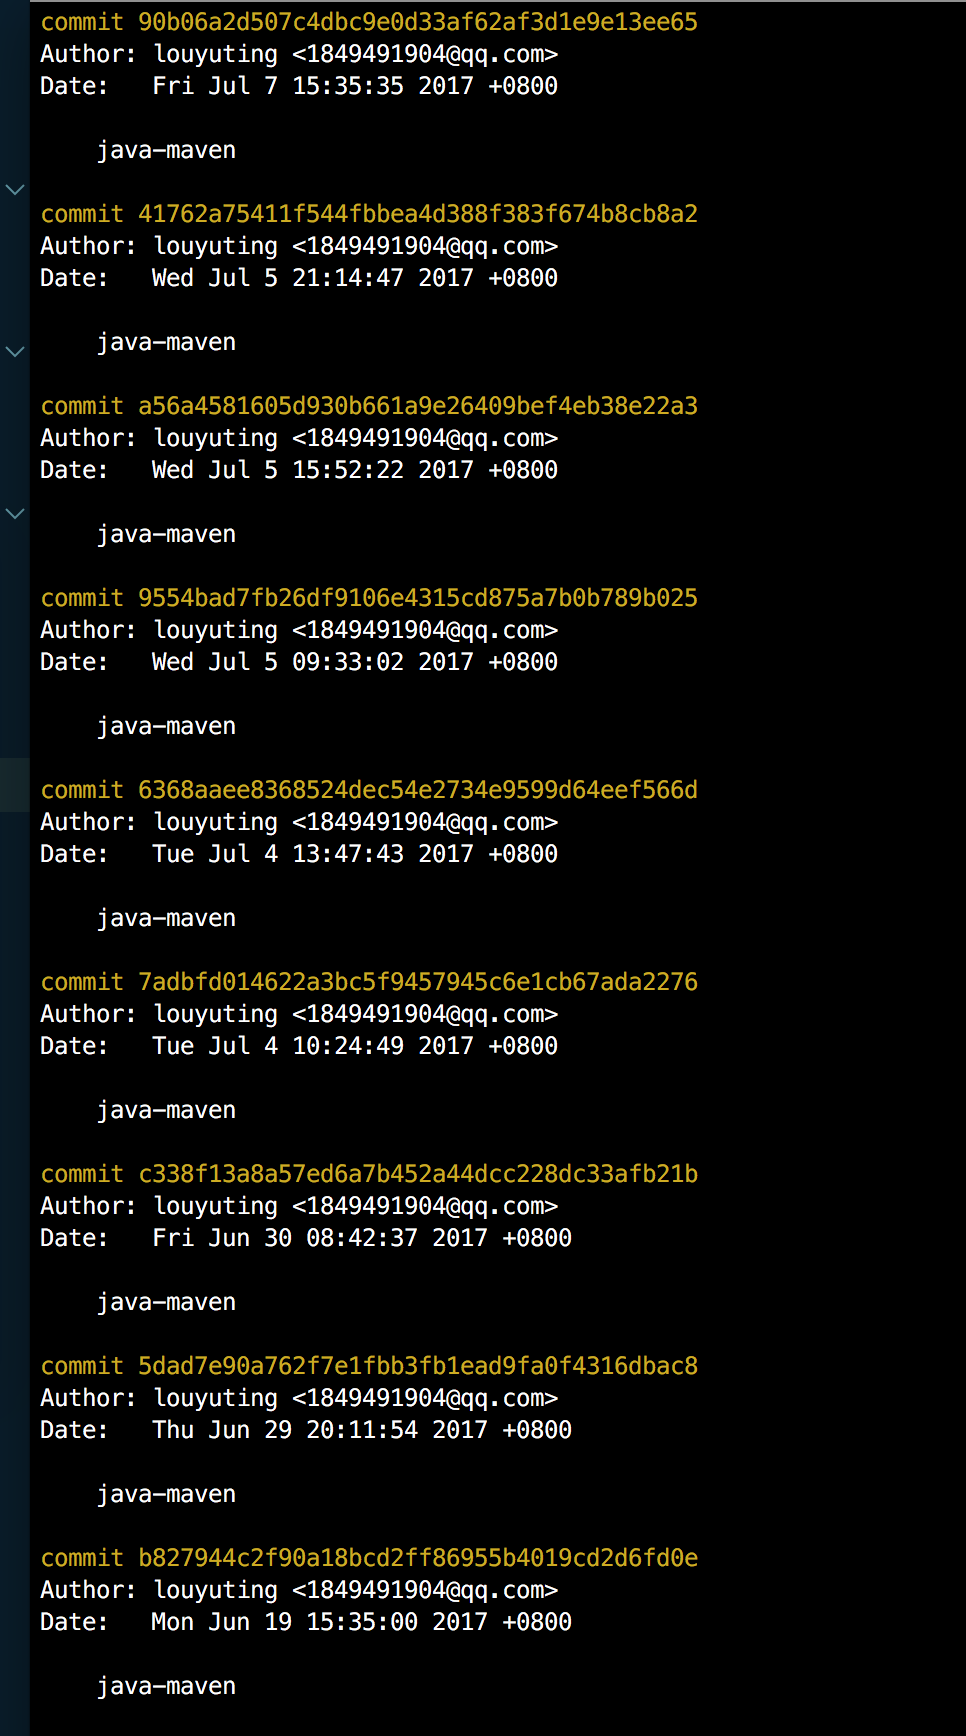 commit 90b06a2d507c4dbc9e0d33af62af3d1e9e13ee65
Author: louyuting <1849491904@qq.com>
Date:   Fri Jul 7 15:35:35 2017 +0800
java-maven
commit 41762a75411f544fbbea4d388f383f674b8cb8a2
Author: louyuting <1849491904@qq.com>
Date:   Wed Jul 5 21:14:47 2017 +0800
java-maven
commit a56a4581605d930b661a9e26409bef4eb38e22a3
Author: louyuting <1849491904@qq.com>
Date:   Wed Jul 5 15:52:22 2017 +0800
java-maven
commit 9554bad7fb26df9106e4315cd875a7b0b789b025
Author: louyuting <1849491904@qq.com>
Date:   Wed Jul 5 09:33:02 2017 +0800
java-maven
commit 6368aaee8368524dec54e2734e9599d64eef566d
Author: louyuting <1849491904@qq.com>
Date:   Tue Jul 4 13:47:43 2017 +0800
java-maven
commit 7adbfd014622a3bc5f9457945c6e1cb67ada2276
Author: louyuting <1849491904@qq.com>
Date:   Tue Jul 4 10:24:49 2017 +0800
java-maven
commit c338f13a8a57ed6a7b452a44dcc228dc33afb21b
Author: louyuting <1849491904@qq.com>
Date:   Fri Jun 30 08:42:37 2017 +0800
java-maven
commit 5dad7e90a762f7e1fbb3fb1ead9fa0f4316dbac8
Author: louyuting <1849491904@qq.com>
Date:   Thu Jun 29 20:11:54 2017 +0800
java-maven
commit b827944c2f90a18bcd2ff86955b4019cd2d6fd0e
Author: louyuting <1849491904@qq.com>
Date:   Mon Jun 19 15:35:00 2017 +0800
java-maven